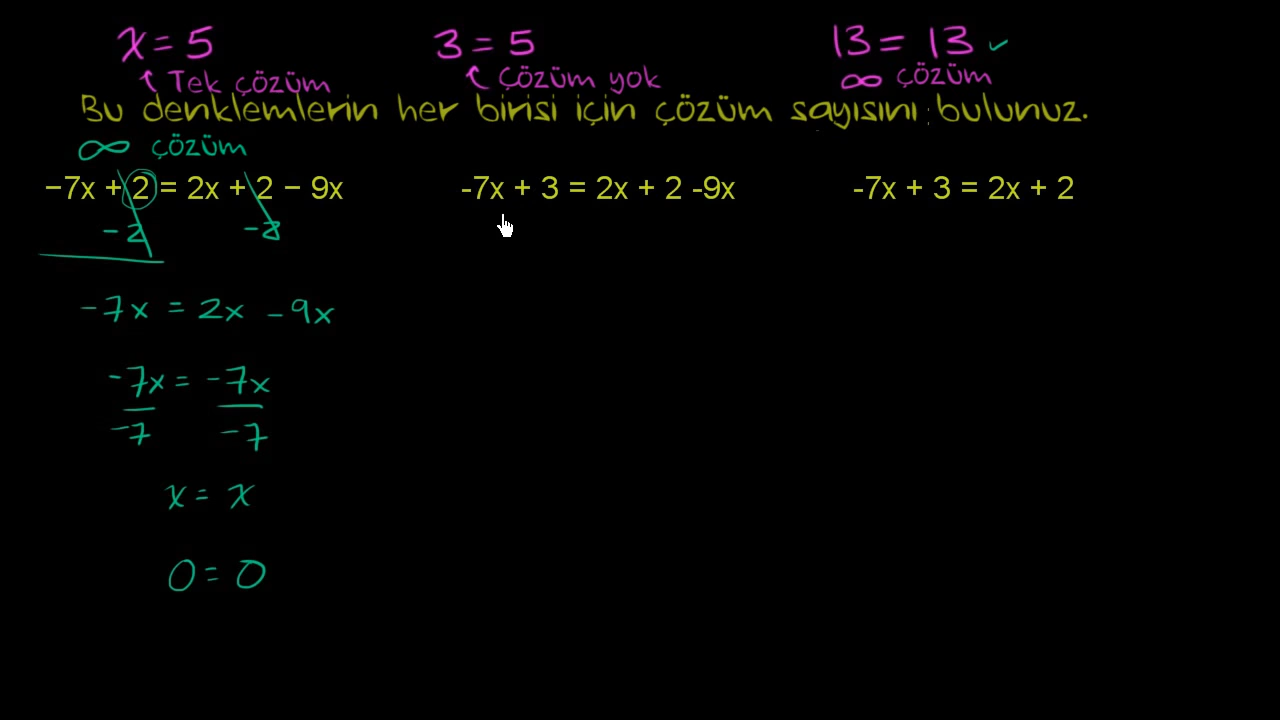 x = 5 3 = 5 13 = 13 ✓
↑ Tek çözüm ↑ Çözüm yok ∞ çözüm
Bu denklemlerin her birisi için çözüm sayısını bulunuz.
∞ çözüm
−7x + 2 = 2x + 2 − 9x -7x + 3 = 2x + 2 -9x -7x + 3 = 2x + 2
-2 -2
-7x = 2x - 9x
-7x = -7x
-7 -7
x = x
0 = 0